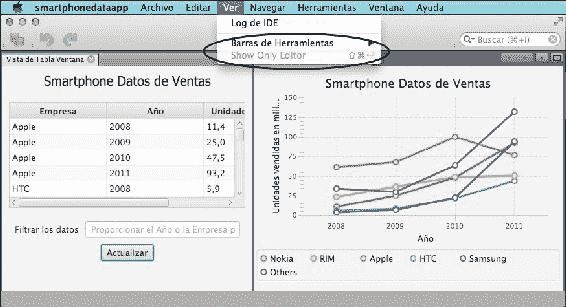 smartphonedataapp Archivo Editar Ver Navegar Herramientas Ventana Ayuda
Log de IDE
Barras de Herramientas
Show Only Editor ⇧⌘⏎
Buscar (⌘+I)
Vista de Tabla Ventana
Smartphone Datos de Ventas
Empresa Año Unidade
Apple 2008 11,4
Apple 2009 25,0
Apple 2010 47,5
Apple 2011 93,2
HTC 2008 5,9
Filtrar los datos Proporcionar el Año o la Empresa p
Actualizar
Smartphone Datos de Ventas
Unidades vendidas en mill...
150
125
100
75
50
25
0
2008 2009 2010 2011
Año
Nokia RIM Apple HTC Samsung
Others